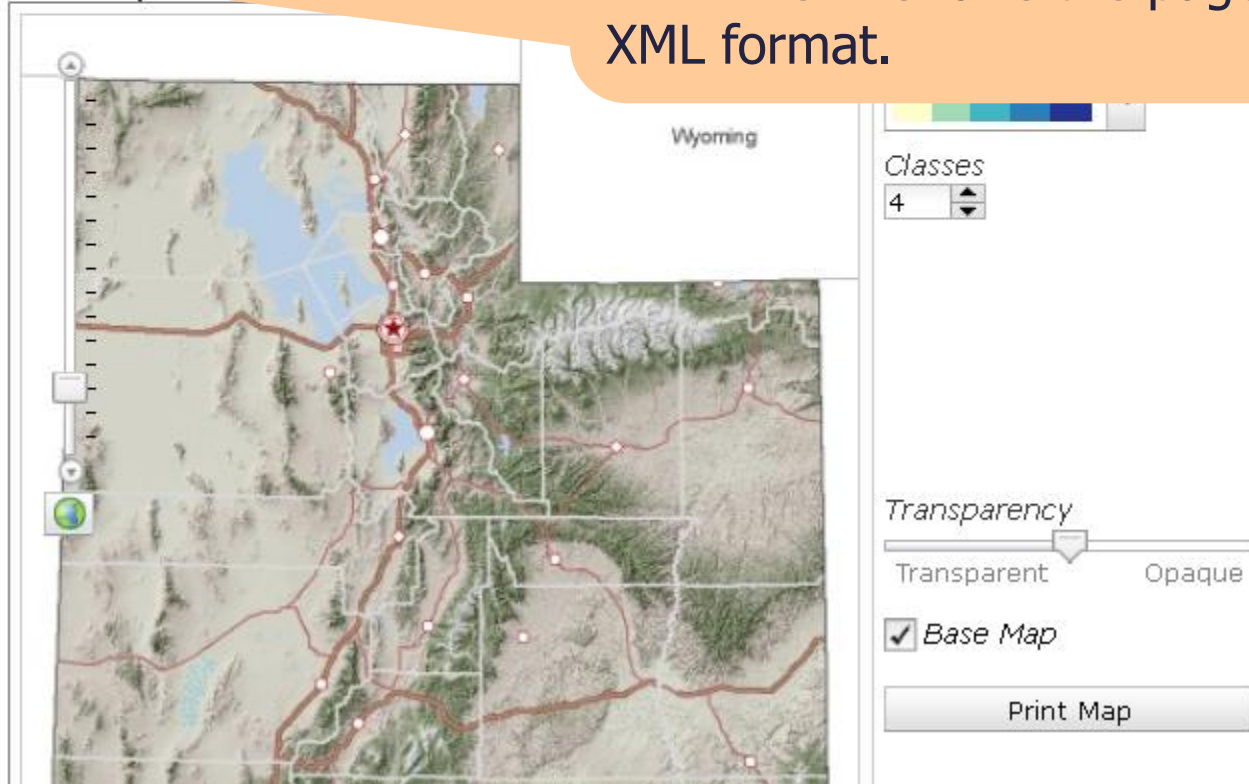 XML format.
Wyoming
Classes
4
Transparency
Transparent Opaque
Base Map
Print Map